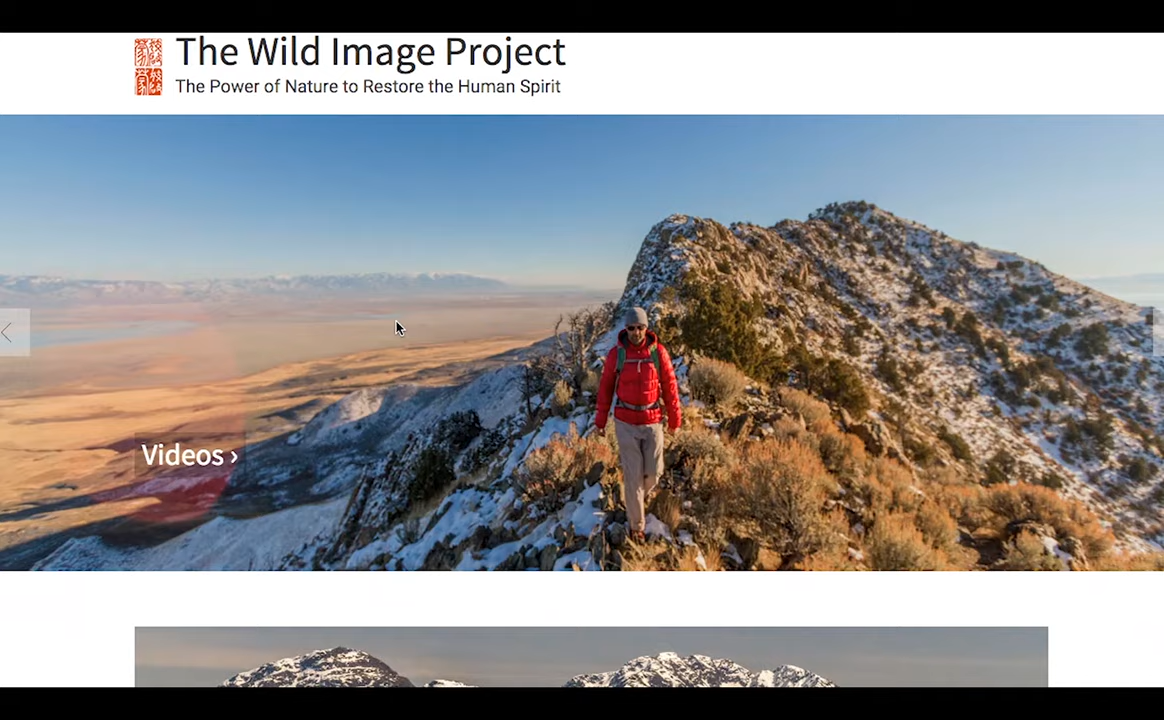 The Wild Image Project
The Power of Nature to Restore the Human Spirit
Videos ›